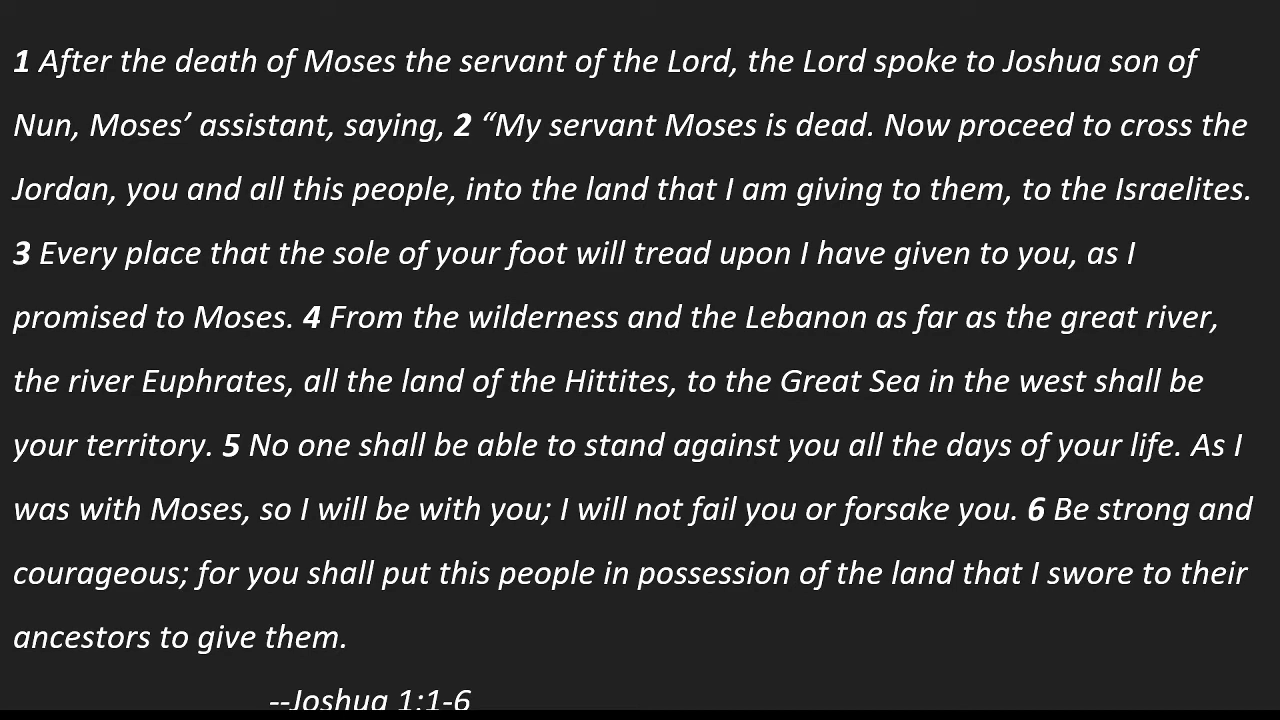 1 After the death of Moses the servant of the Lord, the Lord spoke to Joshua son of
Nun, Moses’ assistant, saying, 2 “My servant Moses is dead. Now proceed to cross the
Jordan, you and all this people, into the land that I am giving to them, to the Israelites.
3 Every place that the sole of your foot will tread upon I have given to you, as I
promised to Moses. 4 From the wilderness and the Lebanon as far as the great river,
the river Euphrates, all the land of the Hittites, to the Great Sea in the west shall be
your territory. 5 No one shall be able to stand against you all the days of your life. As I
was with Moses, so I will be with you; I will not fail you or forsake you. 6 Be strong and
courageous; for you shall put this people in possession of the land that I swore to their
ancestors to give them.
--Joshua 1:1-6